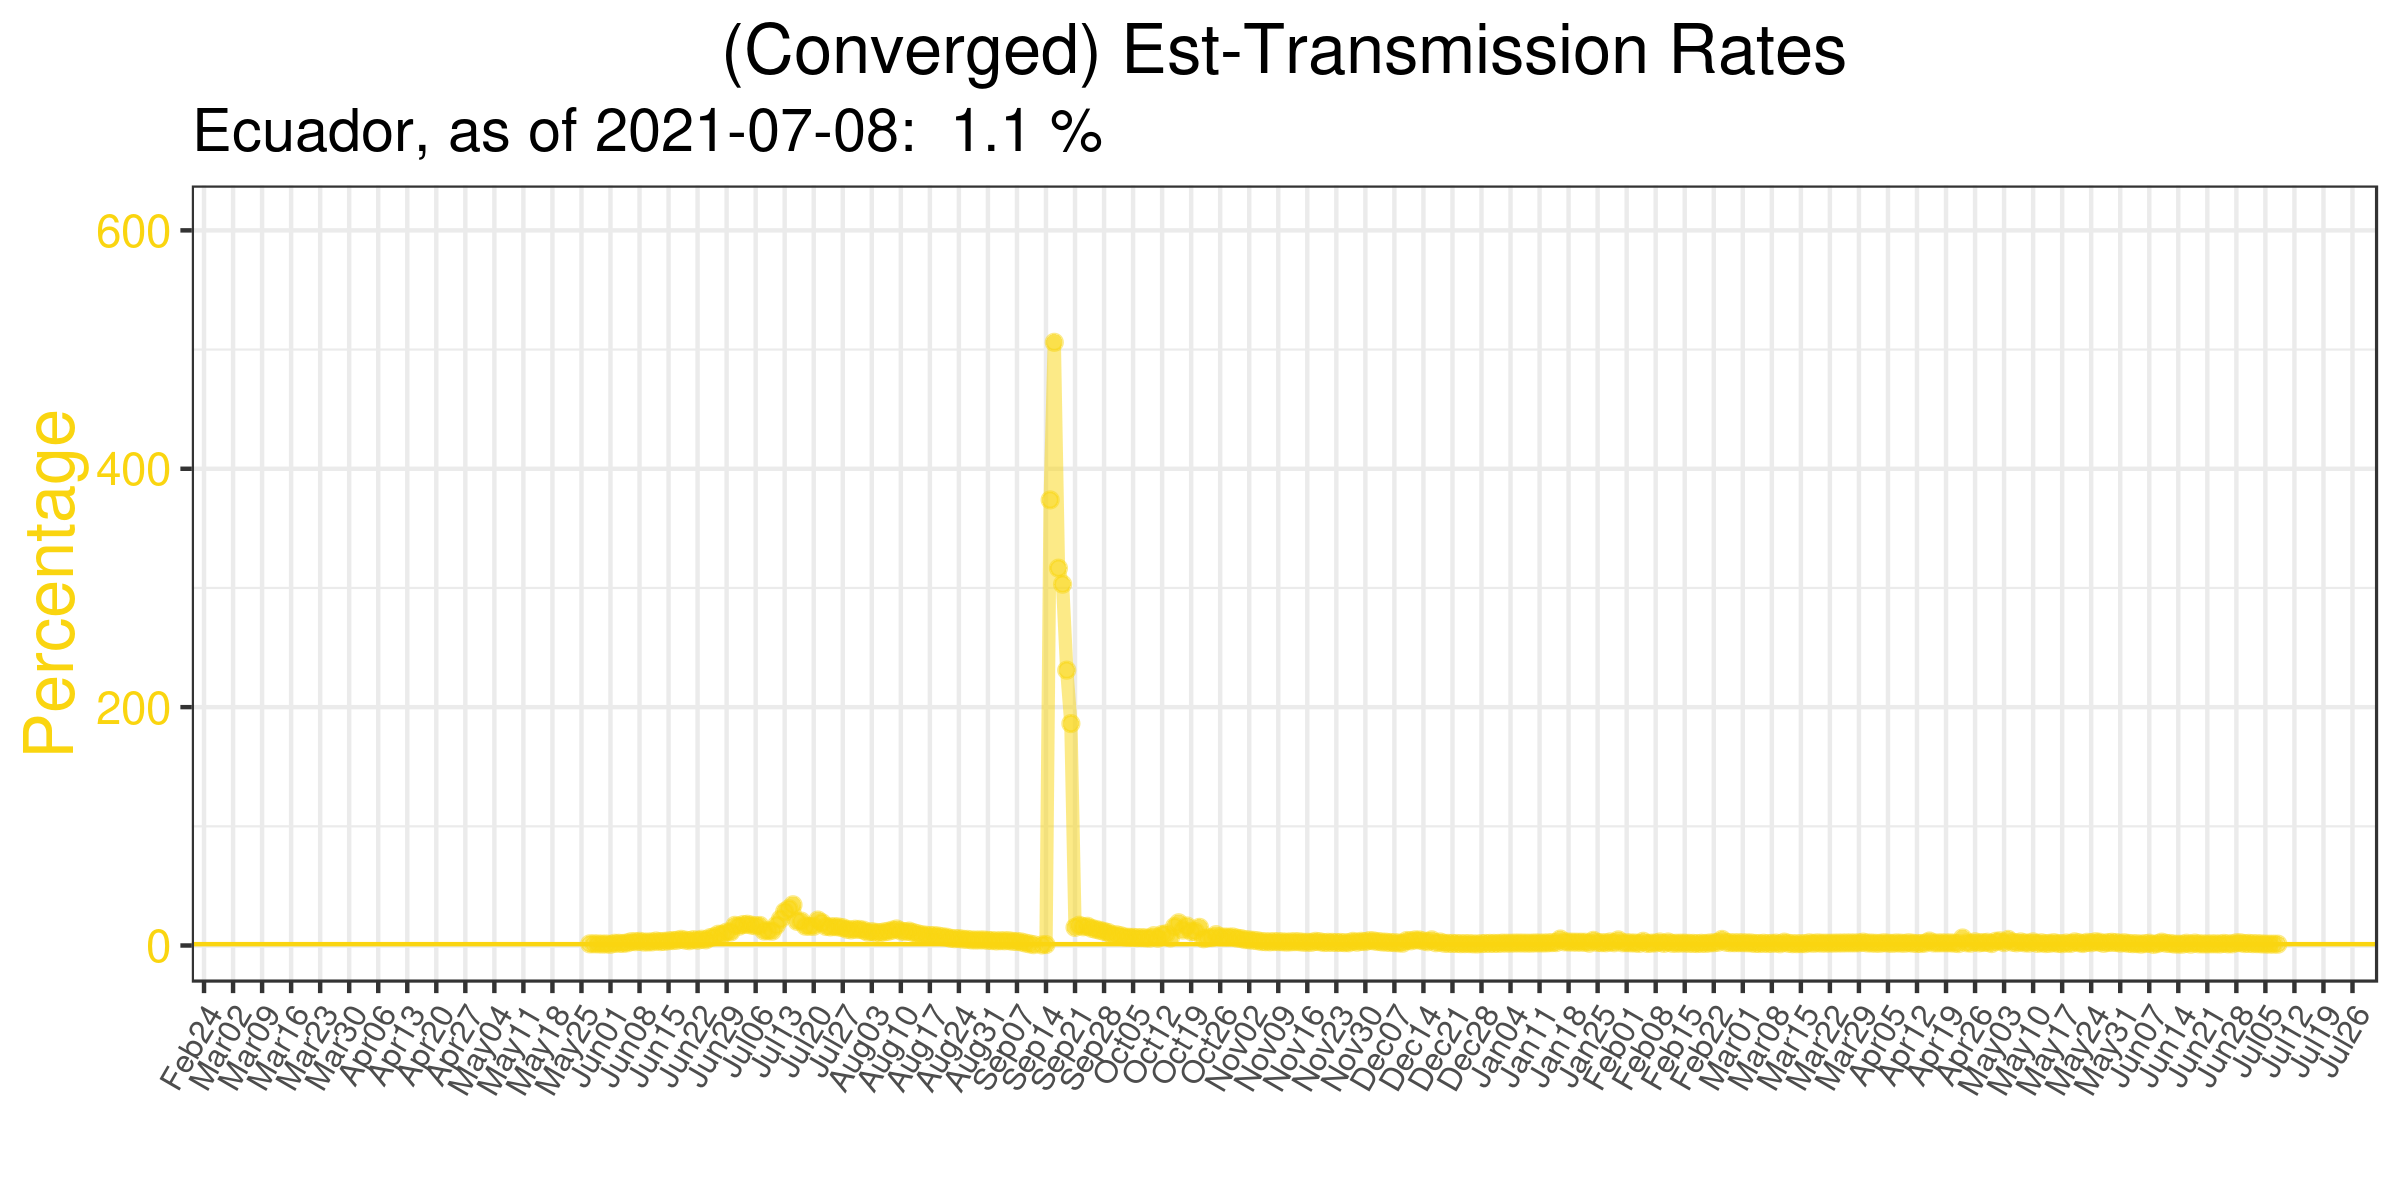 (Converged) Est-Transmission Rates
Ecuador, as of 2021-07-08:  1.1 %
Percentage
600
400
200
0
Feb24
Mar02
Mar09
Mar16
Mar23
Mar30
Apr06
Apr13
Apr20
Apr27
May04
May11
May18
May25
Jun01
Jun08
Jun15
Jun22
Jun29
Jul06
Jul13
Jul20
Jul27
Aug03
Aug10
Aug17
Aug24
Aug31
Sep07
Sep14
Sep21
Sep28
Oct05
Oct12
Oct19
Oct26
Nov02
Nov09
Nov16
Nov23
Nov30
Dec07
Dec14
Dec21
Dec28
Jan04
Jan11
Jan18
Jan25
Feb01
Feb08
Feb15
Feb22
Mar01
Mar08
Mar15
Mar22
Mar29
Apr05
Apr12
Apr19
Apr26
May03
May10
May17
May24
May31
Jun07
Jun14
Jun21
Jun28
Jul05
Jul12
Jul19
Jul26